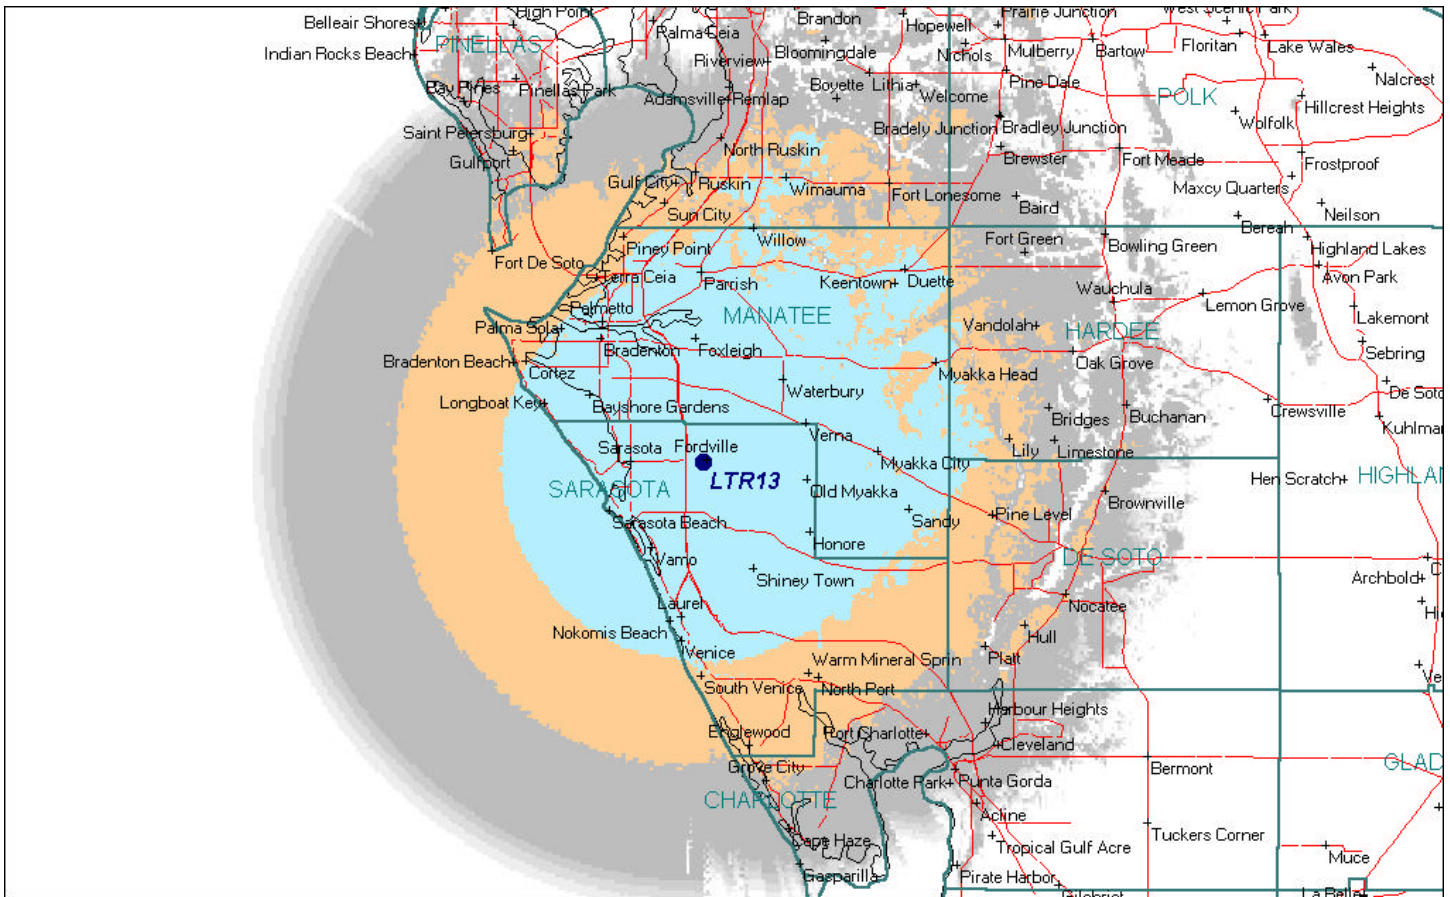 High Point
Brandon
Prairie Junction
West Scenic Park
Belleair Shores
Palma Ceia
Hopewell
PINELLAS
Bloomingdale
Nichols
Mulberry
Bartow
Floritan
Lake Wales
Indian Rocks Beach
Riverview
Nalcrest
Bay Pines
Pinellas Park
Adamsville
Remlap
Boyette
Lithia
Welcome
Pine Dale
POLK
Hillcrest Heights
Wolfolk
Saint Petersburg
Bradely Junction
Bradley Junction
North Ruskin
Brewster
Fort Meade
Frostproof
Gulfport
Gulf City
Ruskin
Wimauma
Fort Lonesome
Maxcy Quarters
Baird
Neilson
Sun City
Bereah
Piney Point
Willow
Fort Green
Bowling Green
Highland Lakes
Fort De Soto
Terra Ceia
Parrish
Keentown
Duette
Avon Park
Wauchula
Lemon Grove
Palmetto
MANATEE
Vandolah
HARDEE
Lakemont
Palma Sola
Bradenton
Foxleigh
Sebring
Bradenton Beach
Cortez
Myakka Head
Oak Grove
Waterbury
De Soto
Longboat Key
Bayshore Gardens
Bridges
Buchanan
Crewsville
Verna
Kuhlmar
Sarasota
Fordville
Lily
Limestone
Myakka City
LTR13
Old Myakka
Hen Scratch
HIGHLAN
SARASOTA
Brownville
Sarasota Beach
Sandy
Pine Level
Honore
Vamo
DE SOTO
Shiney Town
Archbold
Laurel
Nocatee
Nokomis Beach
Hull
Venice
Warm Mineral Sprin
Platt
South Venice
North Port
Harbour Heights
Englewood
Port Charlotte
Cleveland
Grove City
Bermont
GLAD
Charlotte Park
Punta Gorda
CHARLOTTE
Acline
Cape Haze
Tropical Gulf Acre
Tuckers Corner
Muce
Gasparilla
Pirate Harbor
La Belle